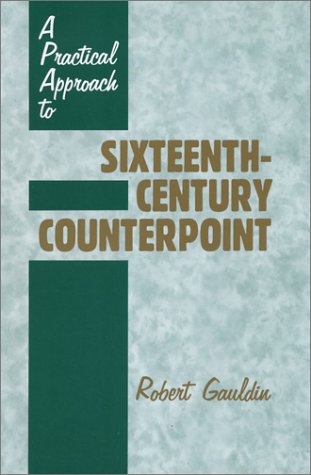 A
Practical
Approach
to
SIXTEENTH-
CENTURY
COUNTERPOINT
Robert Gauldin